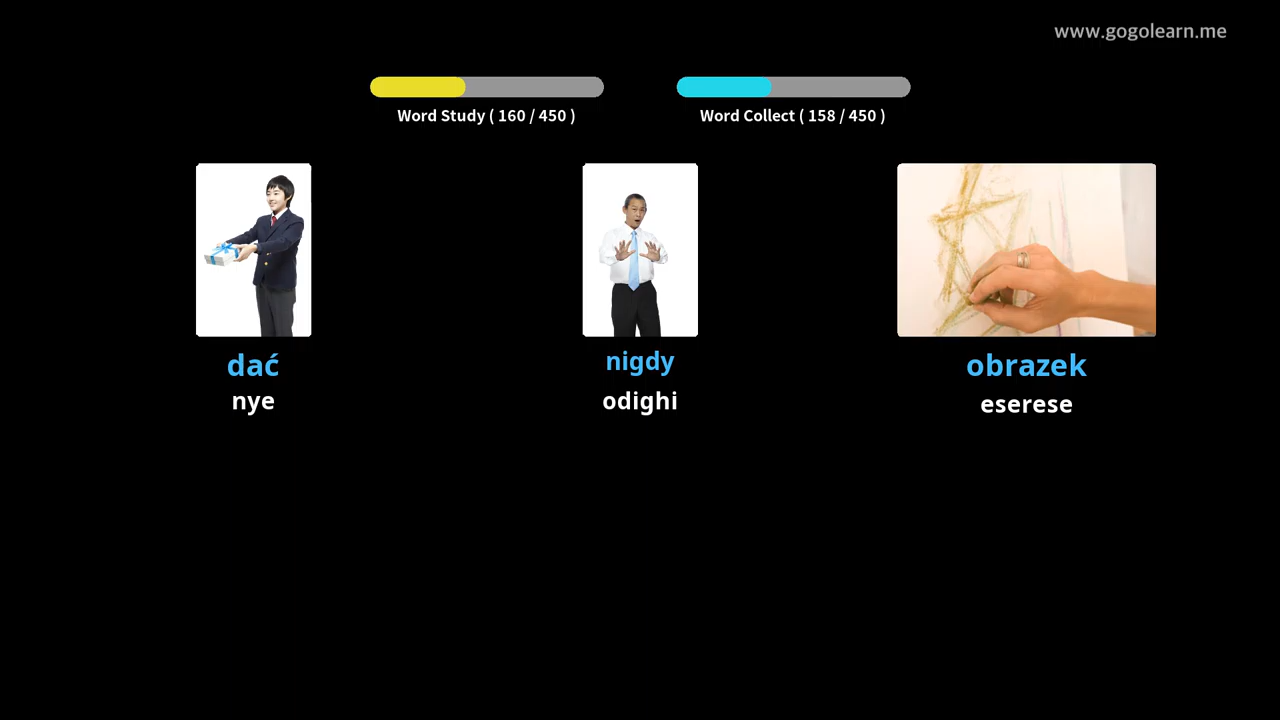 www.gogolearn.me
Word Study ( 160 / 450 )
Word Collect ( 158 / 450 )
dać
nye
nigdy
odighi
obrazek
eserese